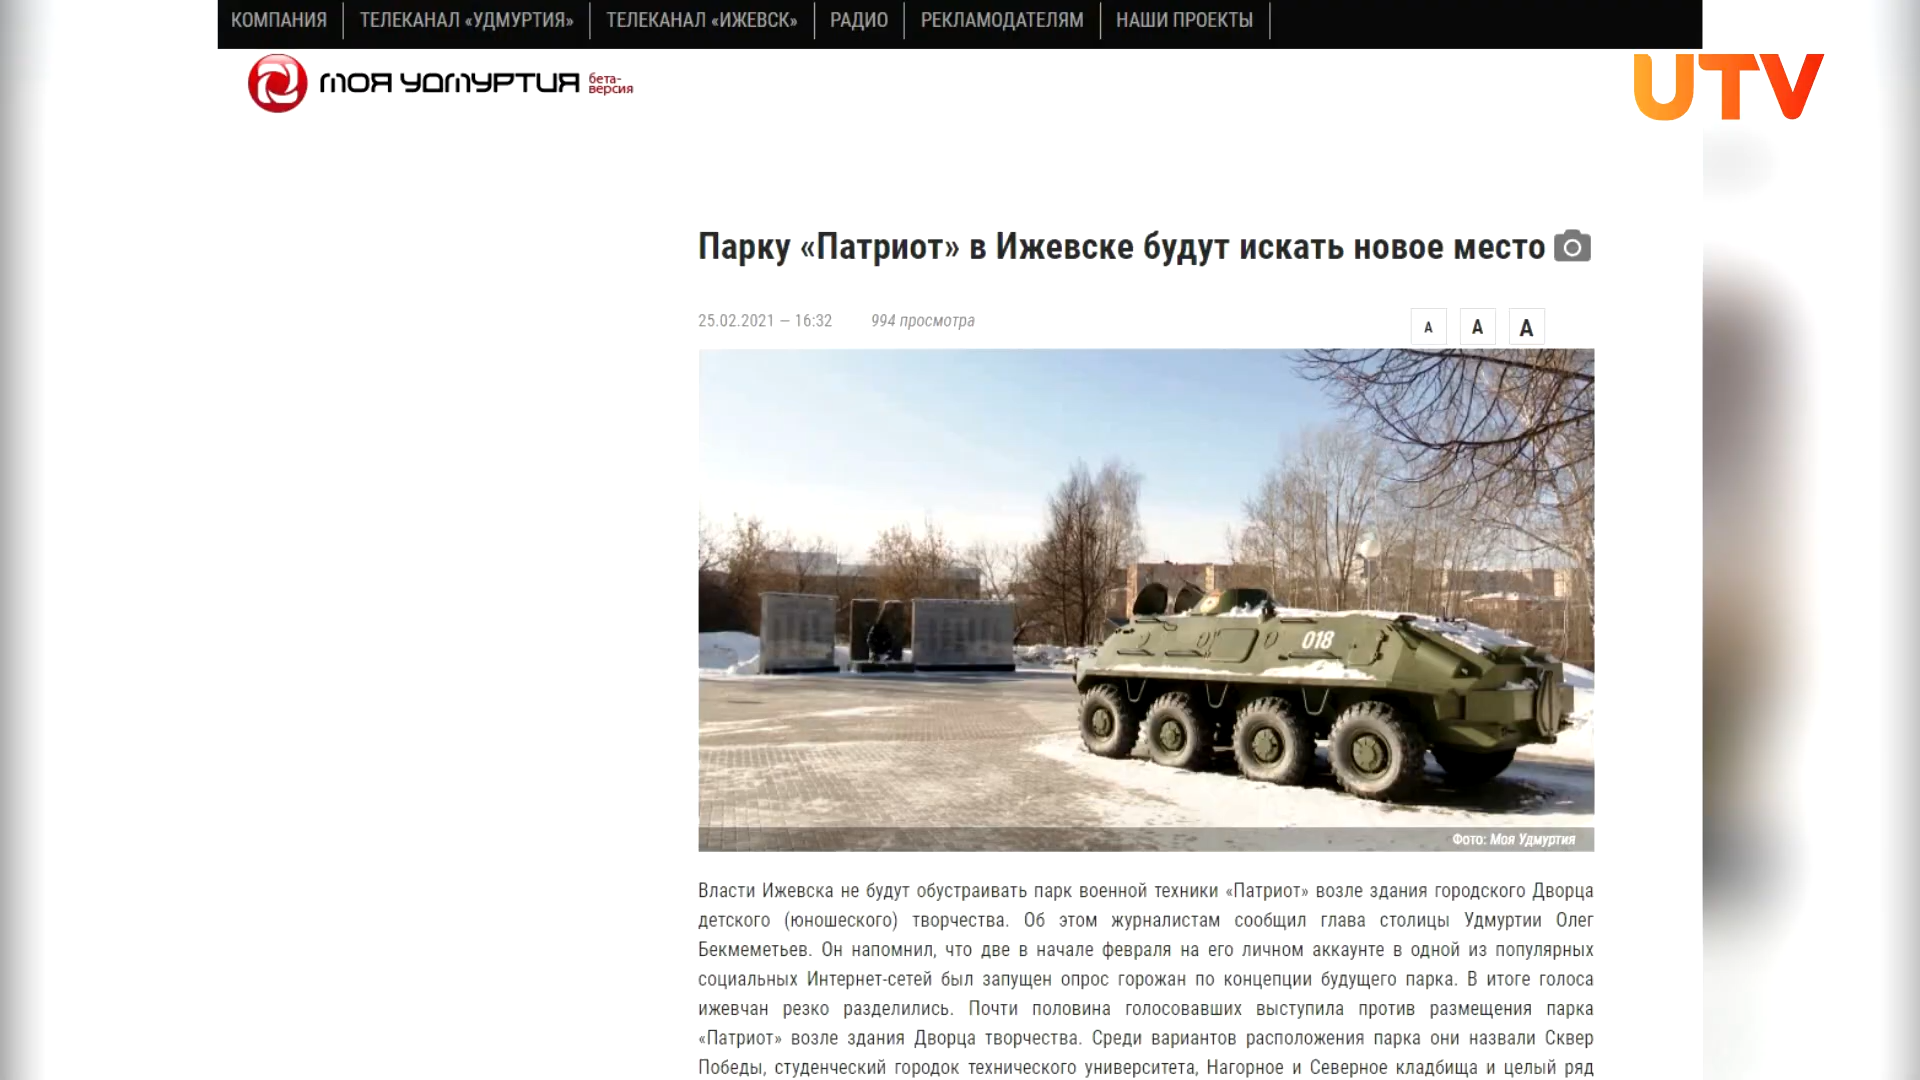 КОМПАНИЯ ТЕЛЕКАНАЛ «УДМУРТИЯ» ТЕЛЕКАНАЛ «ИЖЕВСК» РАДИО РЕКЛАМОДАТЕЛЯМ НАШИ ПРОЕКТЫ
МОЯ УДМУРТИЯ бета-
версия
UTV
Парку «Патриот» в Ижевске будут искать новое место
25.02.2021 — 16:32 994 просмотра
A A A
018
Фото: Моя Удмуртия
Власти Ижевска не будут обустраивать парк военной техники «Патриот» возле здания городского Дворца
детского (юношеского) творчества. Об этом журналистам сообщил глава столицы Удмуртии Олег
Бекмеметьев. Он напомнил, что две в начале февраля на его личном аккаунте в одной из популярных
социальных Интернет-сетей был запущен опрос горожан по концепции будущего парка. В итоге голоса
ижевчан резко разделились. Почти половина голосовавших выступила против размещения парка
«Патриот» возле здания Дворца творчества. Среди вариантов расположения парка они назвали Сквер
Победы, студенческий городок технического университета, Нагорное и Северное кладбища и целый ряд